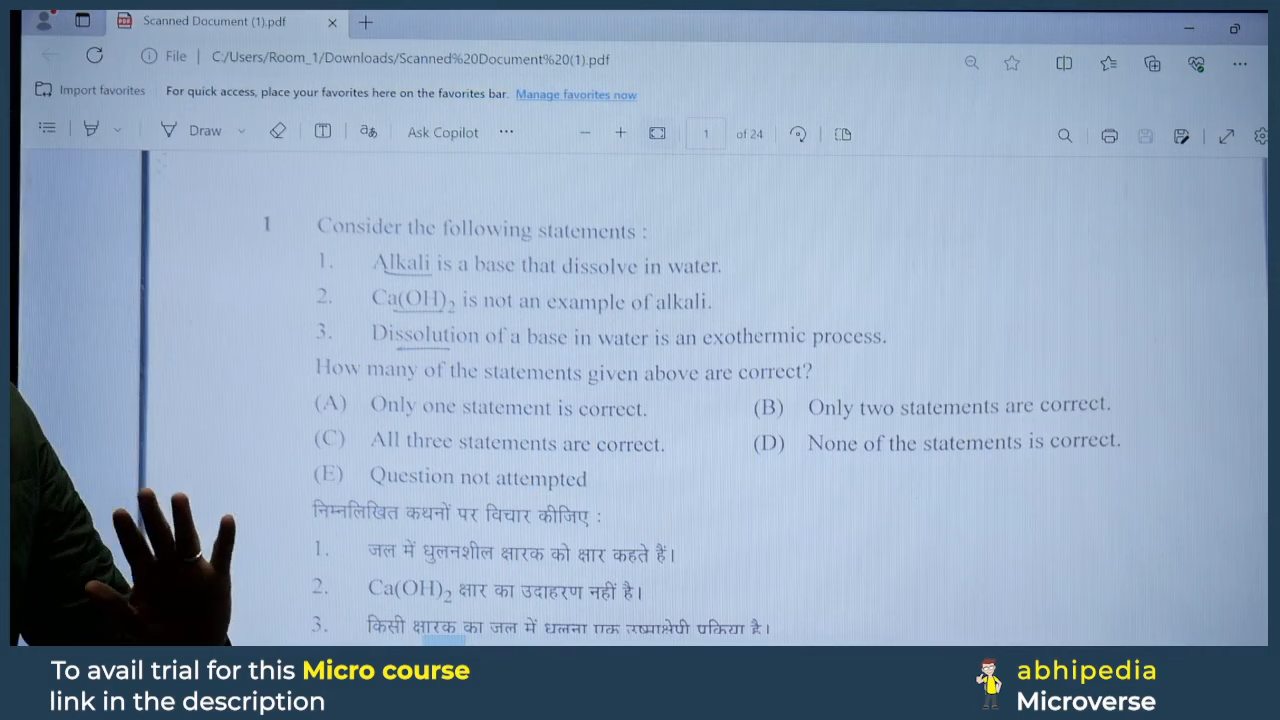 Scanned Document (1).pdf
File | C:/Users/Room_1/Downloads/Scanned%20Document%20(1).pdf
Import favorites For quick access, place your favorites here on the favorites bar. Manage favorites now
Draw Ask Copilot 1 of 24
1 Consider the following statements :
1. Alkali is a base that dissolve in water.
2. Ca(OH)₂ is not an example of alkali.
3. Dissolution of a base in water is an exothermic process.
How many of the statements given above are correct?
(A) Only one statement is correct. (B) Only two statements are correct.
(C) All three statements are correct. (D) None of the statements is correct.
(E) Question not attempted
निम्नलिखित कथनों पर विचार कीजिए :
1. जल में घुलनशील क्षारक को क्षार कहते हैं।
2. Ca(OH)₂ क्षार का उदाहरण नहीं है।
3. किसी क्षारक का जल में घुलना एक ऊष्माक्षेपी प्रक्रिया है।
To avail trial for this Micro course
link in the description
abhipedia
Microverse